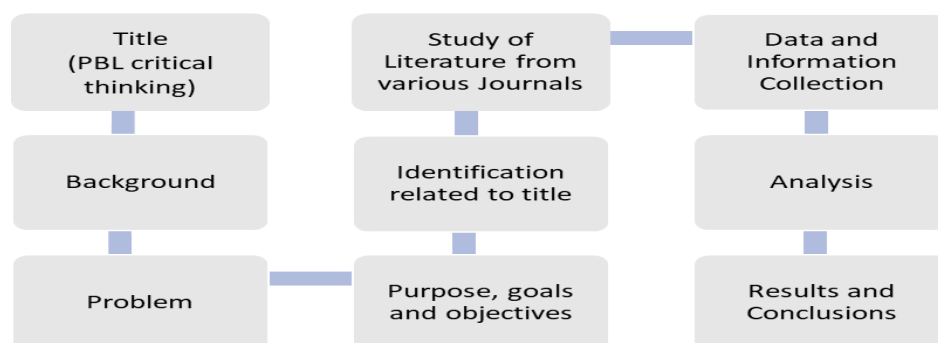 Title
(PBL critical
thinking)
Background
Problem
Purpose, goals
and objectives
Identification
related to title
Study of
Literature from
various Journals
Data and
Information
Collection
Analysis
Results and
Conclusions